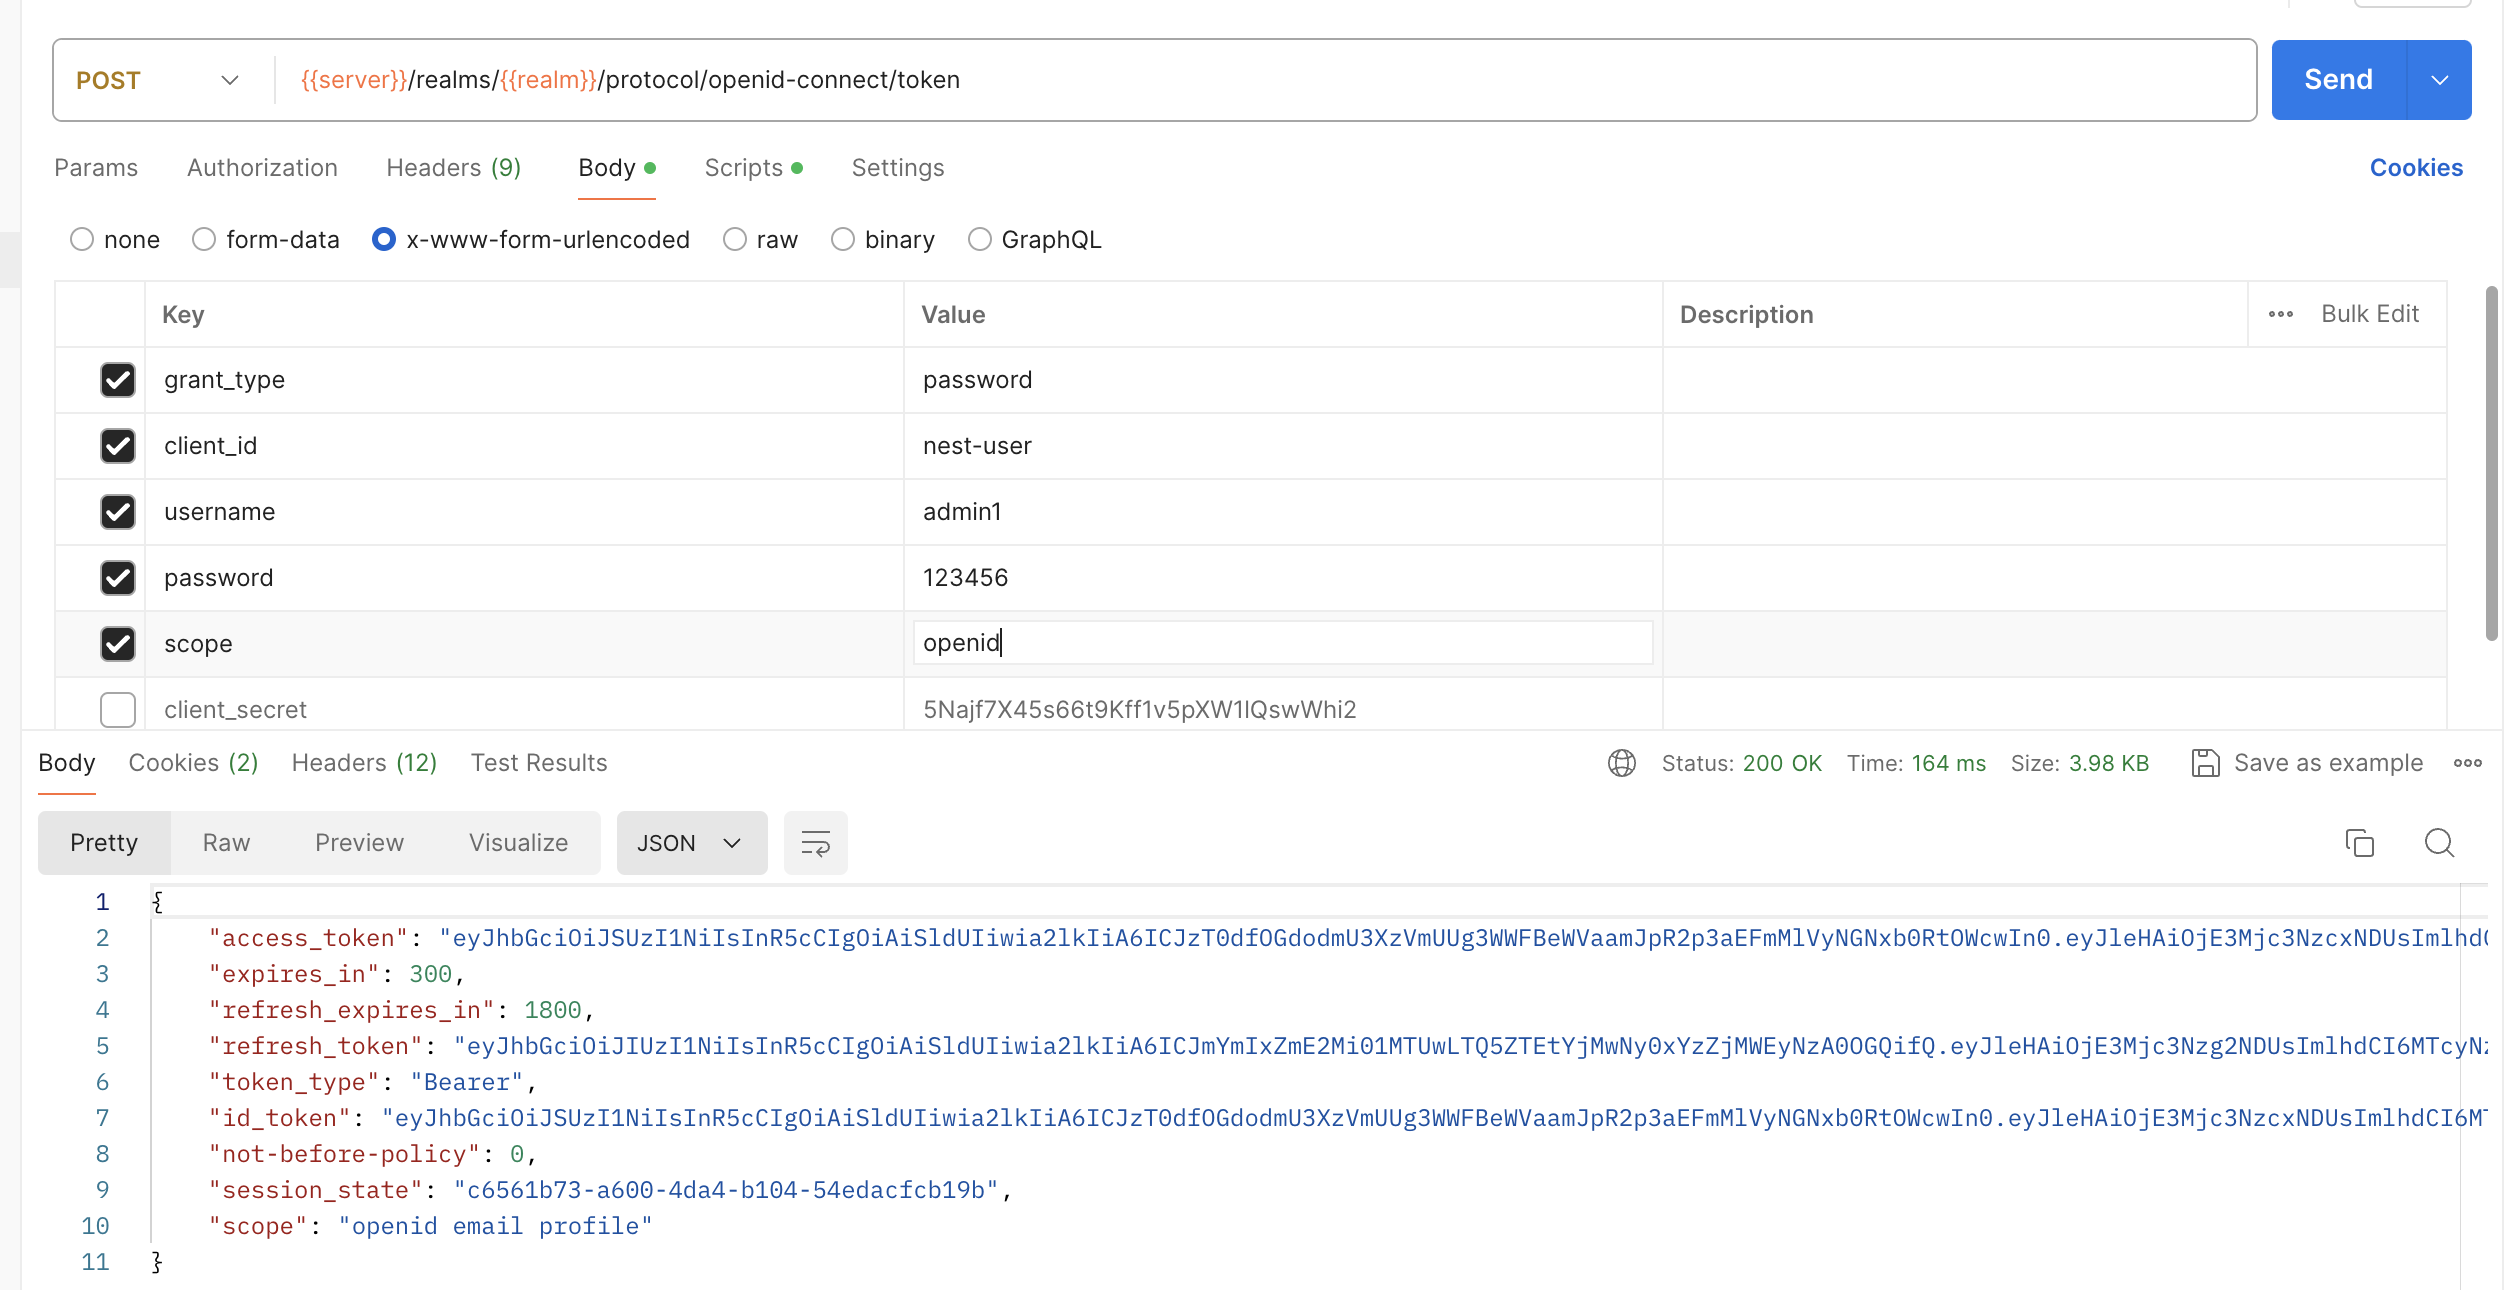 POST {{server}}/realms/{{realm}}/protocol/openid-connect/token Send
Params Authorization Headers (9) Body Scripts Settings Cookies
none form-data x-www-form-urlencoded raw binary GraphQL
Key Value Description Bulk Edit
grant_type password
client_id nest-user
username admin1
password 123456
scope openid
client_secret 5Najf7X45s66t9Kff1v5pXW1lQswWhi2
Body Cookies (2) Headers (12) Test Results Status: 200 OK Time: 164 ms Size: 3.98 KB Save as example
Pretty Raw Preview Visualize JSON
1 {
2 "access_token": "eyJhbGciOiJSUzI1NiIsInR5cCIgOiAiSldUIiwia2lkIiA6ICJzT0dfOGdodmU3XzVmUUg3WWFBeWVaamJpR2p3aEFmMlVyNGNxb0RtOWcwIn0.eyJleHAiOjE3Mjc3NzcxNDUsImlhd
3 "expires_in": 300,
4 "refresh_expires_in": 1800,
5 "refresh_token": "eyJhbGciOiJIUzI1NiIsInR5cCIgOiAiSldUIiwia2lkIiA6ICJmYmIxZmE2Mi01MTUwLTQ5ZTEtYjMwNy0xYzZjMWEyNzA0OGQifQ.eyJleHAiOjE3Mjc3Nzg2NDUsImlhdCI6MTcyNz
6 "token_type": "Bearer",
7 "id_token": "eyJhbGciOiJSUzI1NiIsInR5cCIgOiAiSldUIiwia2lkIiA6ICJzT0dfOGdodmU3XzVmUUg3WWFBeWVaamJpR2p3aEFmMlVyNGNxb0RtOWcwIn0.eyJleHAiOjE3Mjc3NzcxNDUsImlhdCI6MT
8 "not-before-policy": 0,
9 "session_state": "c6561b73-a600-4da4-b104-54edacfcb19b",
10 "scope": "openid email profile"
11 }